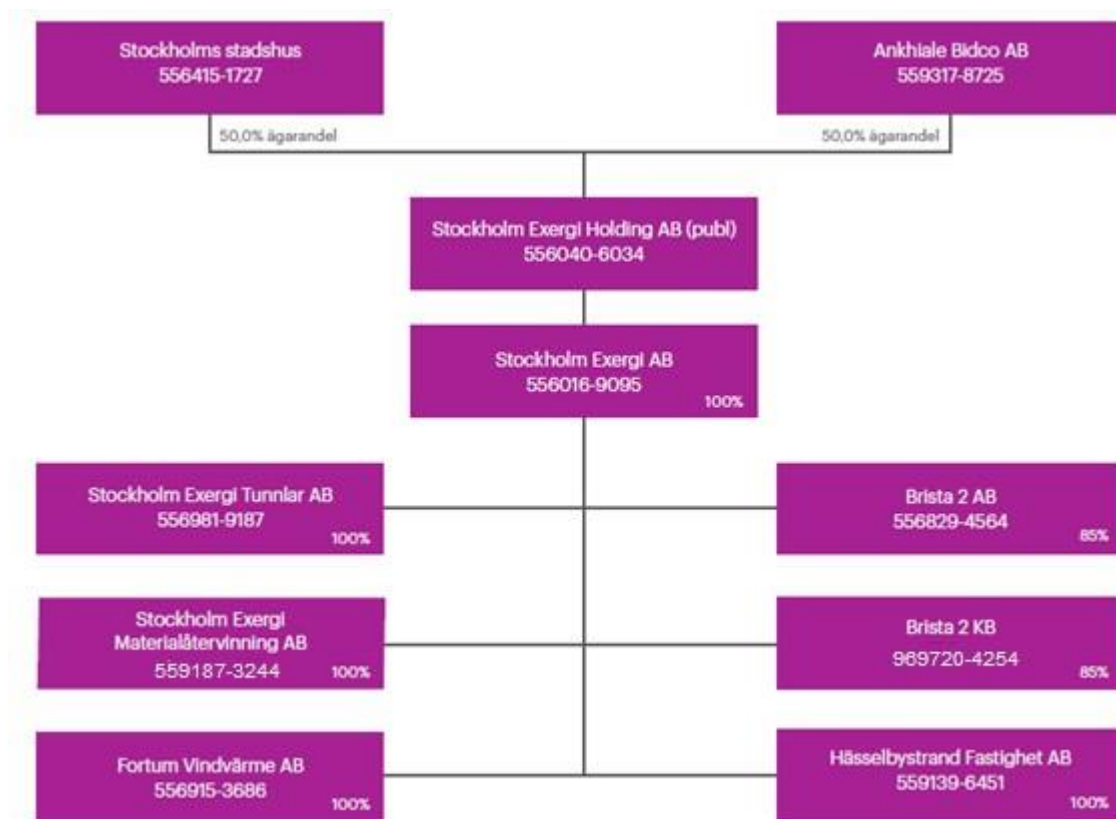 Stockholms stadshus
556415-1727
Ankhiale Bidco AB
559317-8725
50,0% ägarandel
50,0% ägarandel
Stockholm Exergi Holding AB (publ)
556040-6034
Stockholm Exergi AB
556016-9095
100%
Stockholm Exergi Tunnlar AB
556981-9187
100%
Brista 2 AB
556829-4564
85%
Stockholm Exergi
Materialåtervinning AB
559187-3244
100%
Brista 2 KB
969720-4254
85%
Fortum Vindvärme AB
556915-3686
100%
Hässelbystrand Fastighet AB
559139-6451
100%